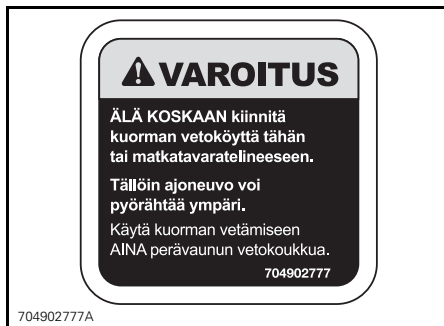 VAROITUS
ÄLÄ KOSKAAN kiinnitä
kuorman vetoköyttä tähän
tai matkatavaratelineeseen.
Tällöin ajoneuvo voi
pyörähtää ympäri.
Käytä kuorman vetämiseen
AINA perävaunun vetokoukkua.
704902777
704902777A